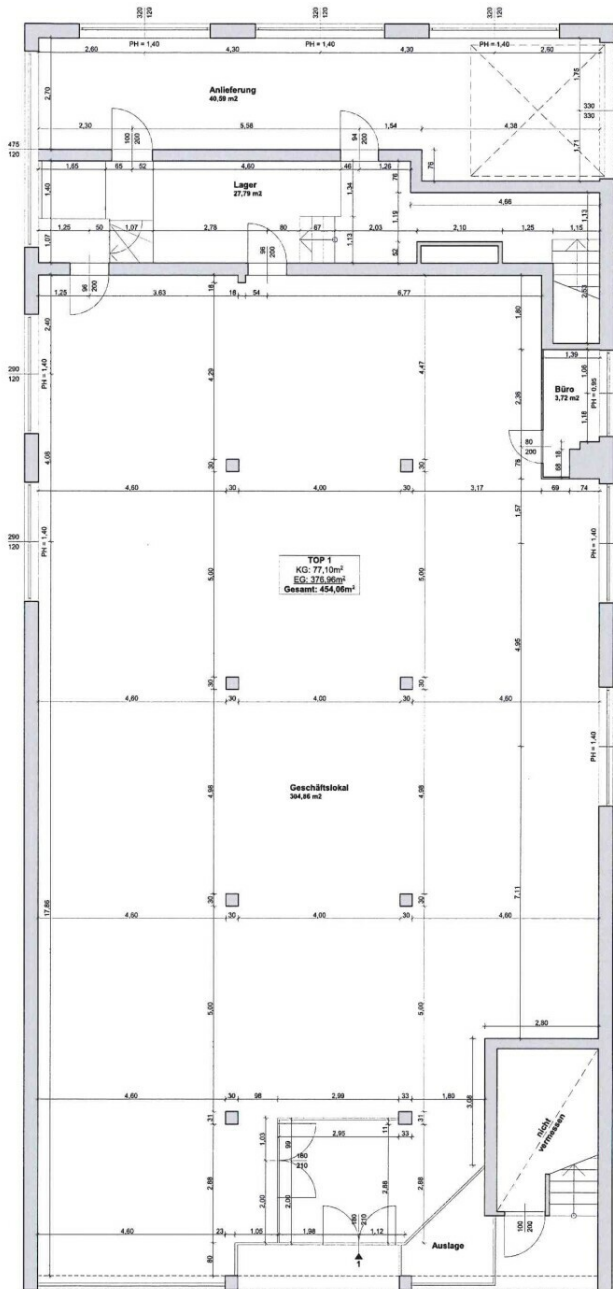 320 120 320 120 320 120
PH = 1,40 PH = 1,40 PH = 1,40
2,60 4,30 4,30 2,60
2,70
Anlieferung
40,59 m2
1,75
330
330
475
120
2,30 100 200 5,56 94 200 1,54 4,38
1,71
76
1,65 65 52 4,60 46 1,26
1,40
Lager
27,79 m2
1,34 76
4,66
1,13
1,19
1,25 50 1,07 2,76 80 67 2,03 2,10 1,25 1,15
1,07
96
200
1,13
52
2,53
1,25 96 200 3,63 16 18 54 6,77
2,40
1,80
290
120
PH = 1,40
4,29
4,47
1,39
Büro
3,72 m2
1,06
PH = 0,95
2,36
1,18
80
200
18
68
78
4,08
30 30
4,60 30 4,00 30 3,17 69 74
1,57
290
120
PH = 1,40
PH = 1,40
TOP 1
KG: 77,10m²
EG: 376,96m²
Gesamt: 454,06m²
5,00
5,00
4,95
30 30
4,60 30 4,00 30 4,60
PH = 1,40
Geschäftslokal
304,86 m2
4,98
4,98
7,11
17,86
30 30
4,60 30 4,00 30 4,60
5,00
5,00
2,80
3,08
4,60 30 98 2,99 33 1,80
31 31
11
2,95 33
1,03
99
180
210
nicht
vermessen
2,88
2,00
2,00
2,88
2,88
180
210
4,60 23 1,05 1,98 1,12
Auslage
100
200
80
1